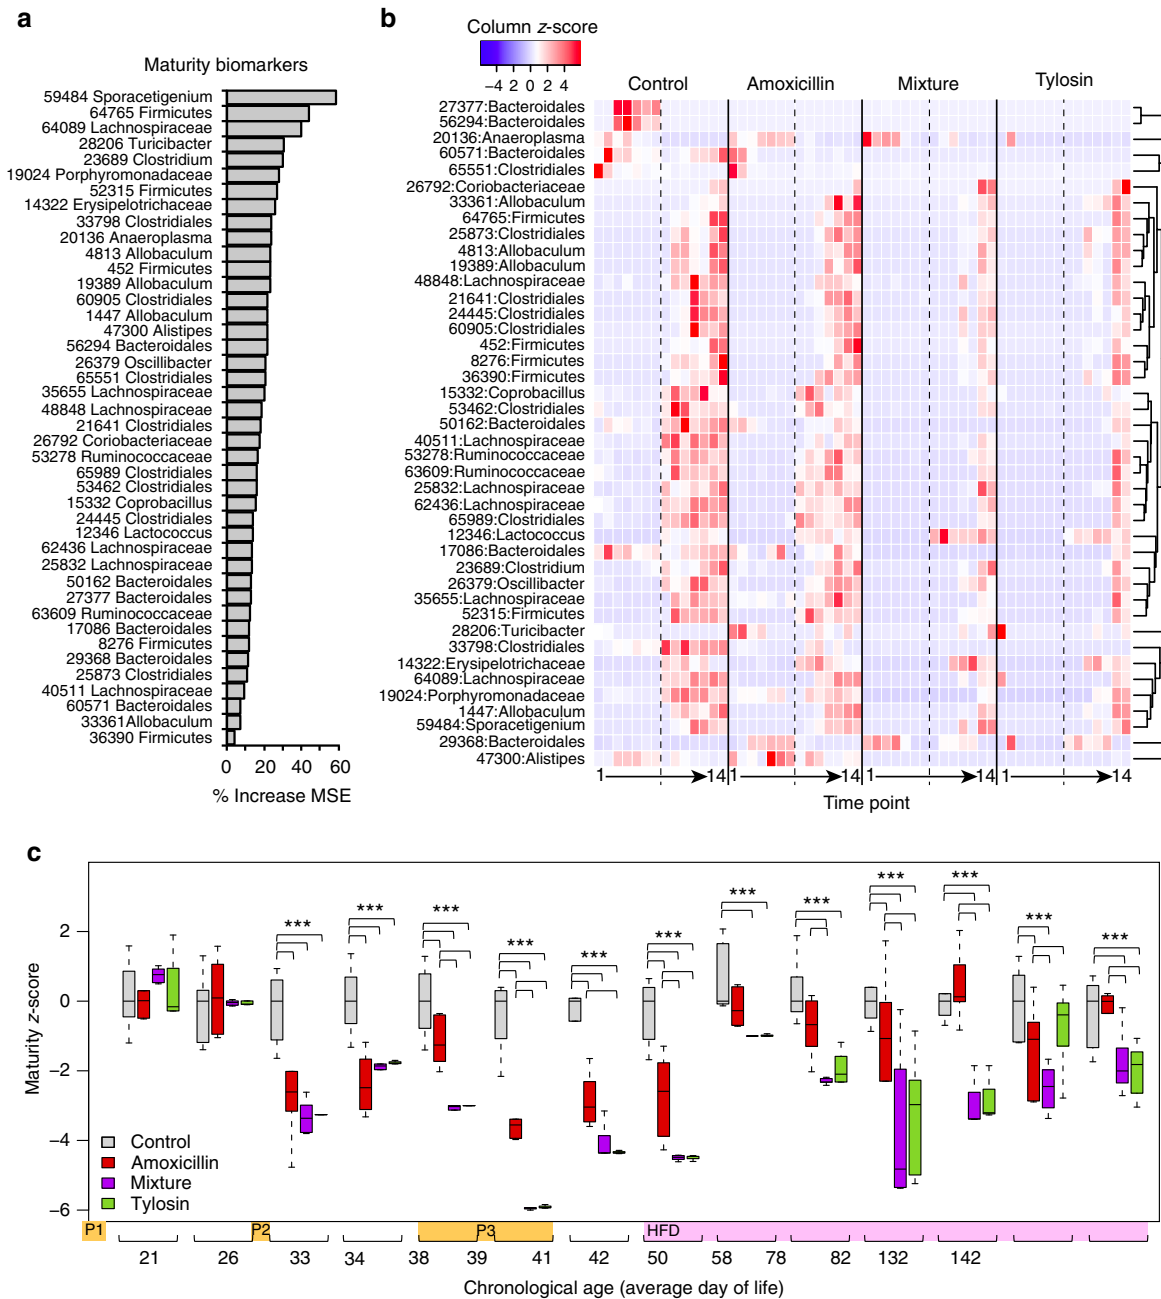 a
Maturity biomarkers
59484 Sporacetigenium
64765 Firmicutes
64089 Lachnospiraceae
28206 Turicibacter
23689 Clostridium
19024 Porphyromonadaceae
52315 Firmicutes
14322 Erysipelotrichaceae
33798 Clostridiales
20136 Anaeroplasma
4813 Allobaculum
452 Firmicutes
19389 Allobaculum
60905 Clostridiales
1447 Allobaculum
47300 Alistipes
56294 Bacteroidales
26379 Oscillibacter
65551 Clostridiales
35655 Lachnospiraceae
48848 Lachnospiraceae
21641 Clostridiales
26792 Coriobacteriaceae
53278 Ruminococcaceae
65989 Clostridiales
53462 Clostridiales
15332 Coprobacillus
24445 Clostridiales
12346 Lactococcus
62436 Lachnospiraceae
25832 Lachnospiraceae
50162 Bacteroidales
27377 Bacteroidales
63609 Ruminococcaceae
17086 Bacteroidales
8276 Firmicutes
29368 Bacteroidales
25873 Clostridiales
40511 Lachnospiraceae
60571 Bacteroidales
33361Allobaculum
36390 Firmicutes
0 20 40 60
% Increase MSE
b
Column z-score
−4 0 2 4
Control Amoxicillin Mixture Tylosin
27377:Bacteroidales
56294:Bacteroidales
20136:Anaeroplasma
60571:Bacteroidales
65551:Clostridiales
26792:Coriobacteriaceae
33361:Allobaculum
64765:Firmicutes
25873:Clostridiales
4813:Allobaculum
19389:Allobaculum
48848:Lachnospiraceae
21641:Clostridiales
24445:Clostridiales
60905:Clostridiales
452:Firmicutes
8276:Firmicutes
36390:Firmicutes
15332:Coprobacillus
53462:Clostridiales
50162:Bacteroidales
40511:Lachnospiraceae
53278:Ruminococcaceae
63609:Ruminococcaceae
25832:Lachnospiraceae
62436:Lachnospiraceae
65989:Clostridiales
12346:Lactococcus
17086:Bacteroidales
23689:Clostridium
26379:Oscillibacter
35655:Lachnospiraceae
52315:Firmicutes
28206:Turicibacter
33798:Clostridiales
14322:Erysipelotrichaceae
64089:Lachnospiraceae
19024:Porphyromonadaceae
1447:Allobaculum
59484:Sporacetigenium
29368:Bacteroidales
47300:Alistipes
1 14 1 14 1 14 1 14
Time point
c
Maturity z-score
2
0
−2
−4
−6
*** *** *** *** *** *** *** *** *** *** *** ***
Control
Amoxicillin
Mixture
Tylosin
P1 P2 P3 HFD
21 26 33 34 38 39 41 42 50 58 78 82 132 142
Chronological age (average day of life)